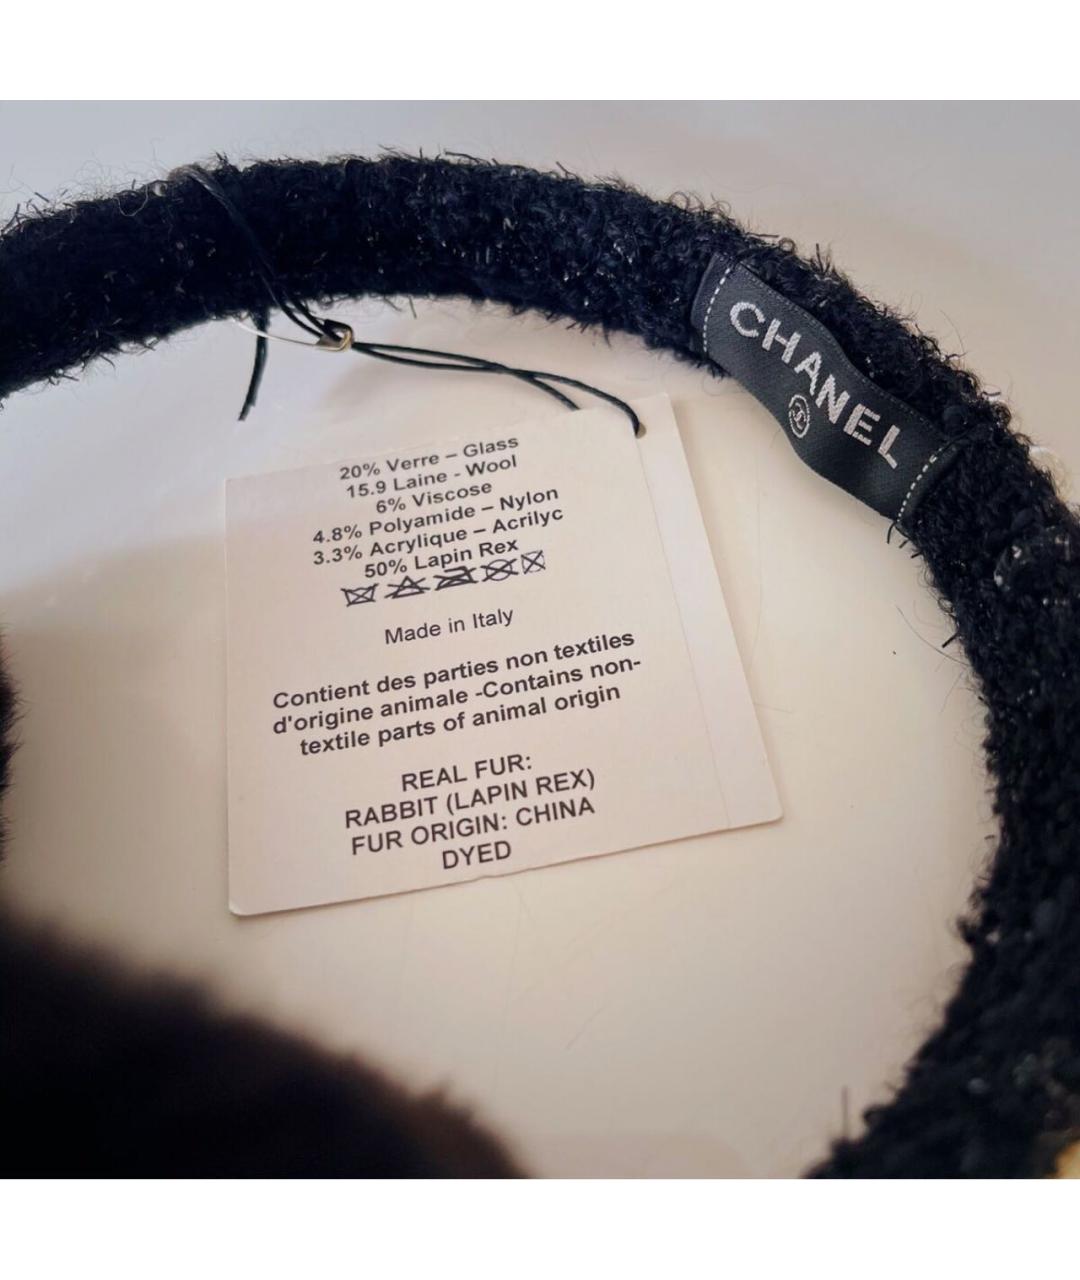 CHANEL
20% Verre – Glass
15.9 Laine - Wool
6% Viscose
4.8% Polyamide – Nylon
3.3% Acrylique – Acrilyc
50% Lapin Rex
Made in Italy
Contient des parties non textiles
d'origine animale -Contains non-
textile parts of animal origin
REAL FUR:
RABBIT (LAPIN REX)
FUR ORIGIN: CHINA
DYED